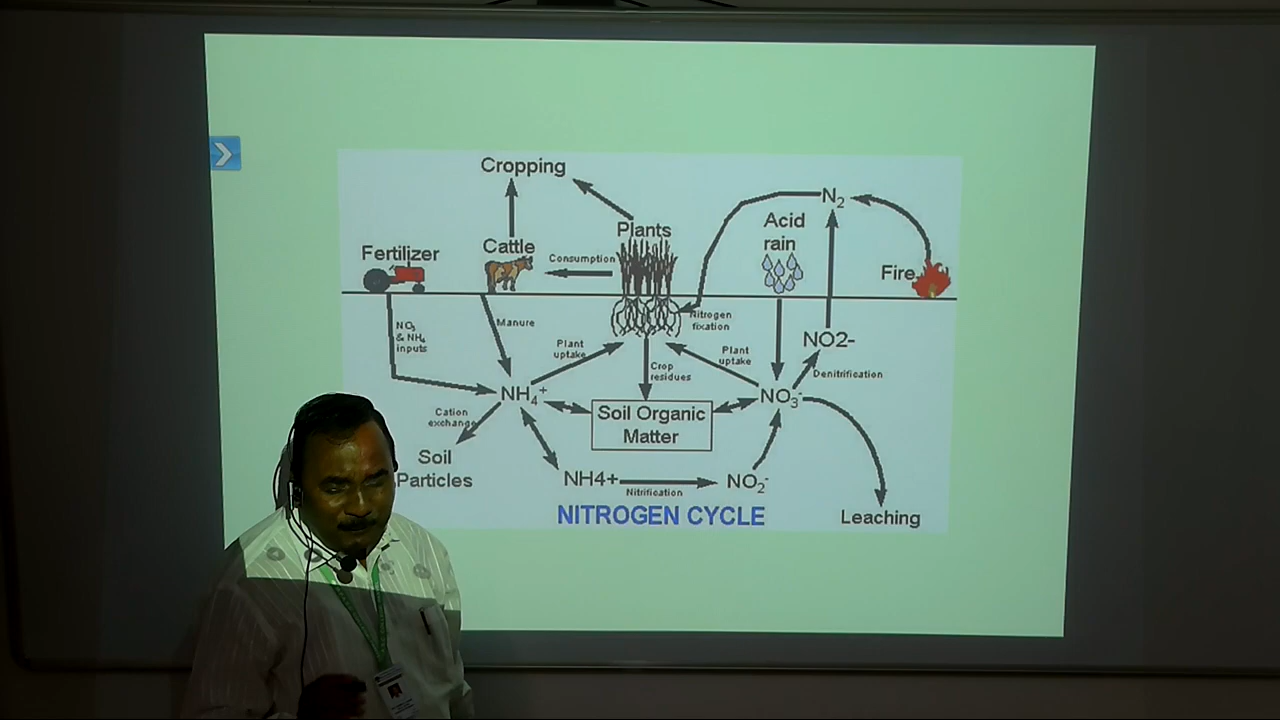 Cropping
N₂
Plants
Acid
rain
Fertilizer
Cattle
Consumption
Fire
NO₃
& NH₄
inputs
Manure
Nitrogen
fixation
Plant
uptake
Crop
residues
Plant
uptake
NO2-
Denitrification
NH₄⁺
NO₃⁻
Cation
exchange
Soil Organic
Matter
Soil
Particles
NH4+
Nitrification
NO₂⁻
NITROGEN CYCLE
Leaching